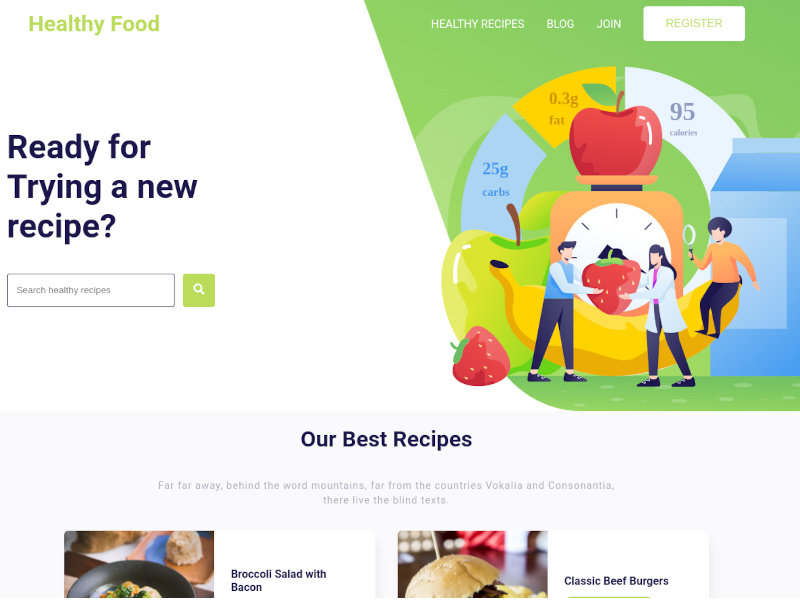 Healthy Food
HEALTHY RECIPES
BLOG
JOIN
REGISTER
Ready for
Trying a new
recipe?
Search healthy recipes
0.3g
fat
95
calories
25g
carbs
Our Best Recipes
Far far away, behind the word mountains, far from the countries Vokalia and Consonantia,
there live the blind texts.
Broccoli Salad with
Bacon
Classic Beef Burgers